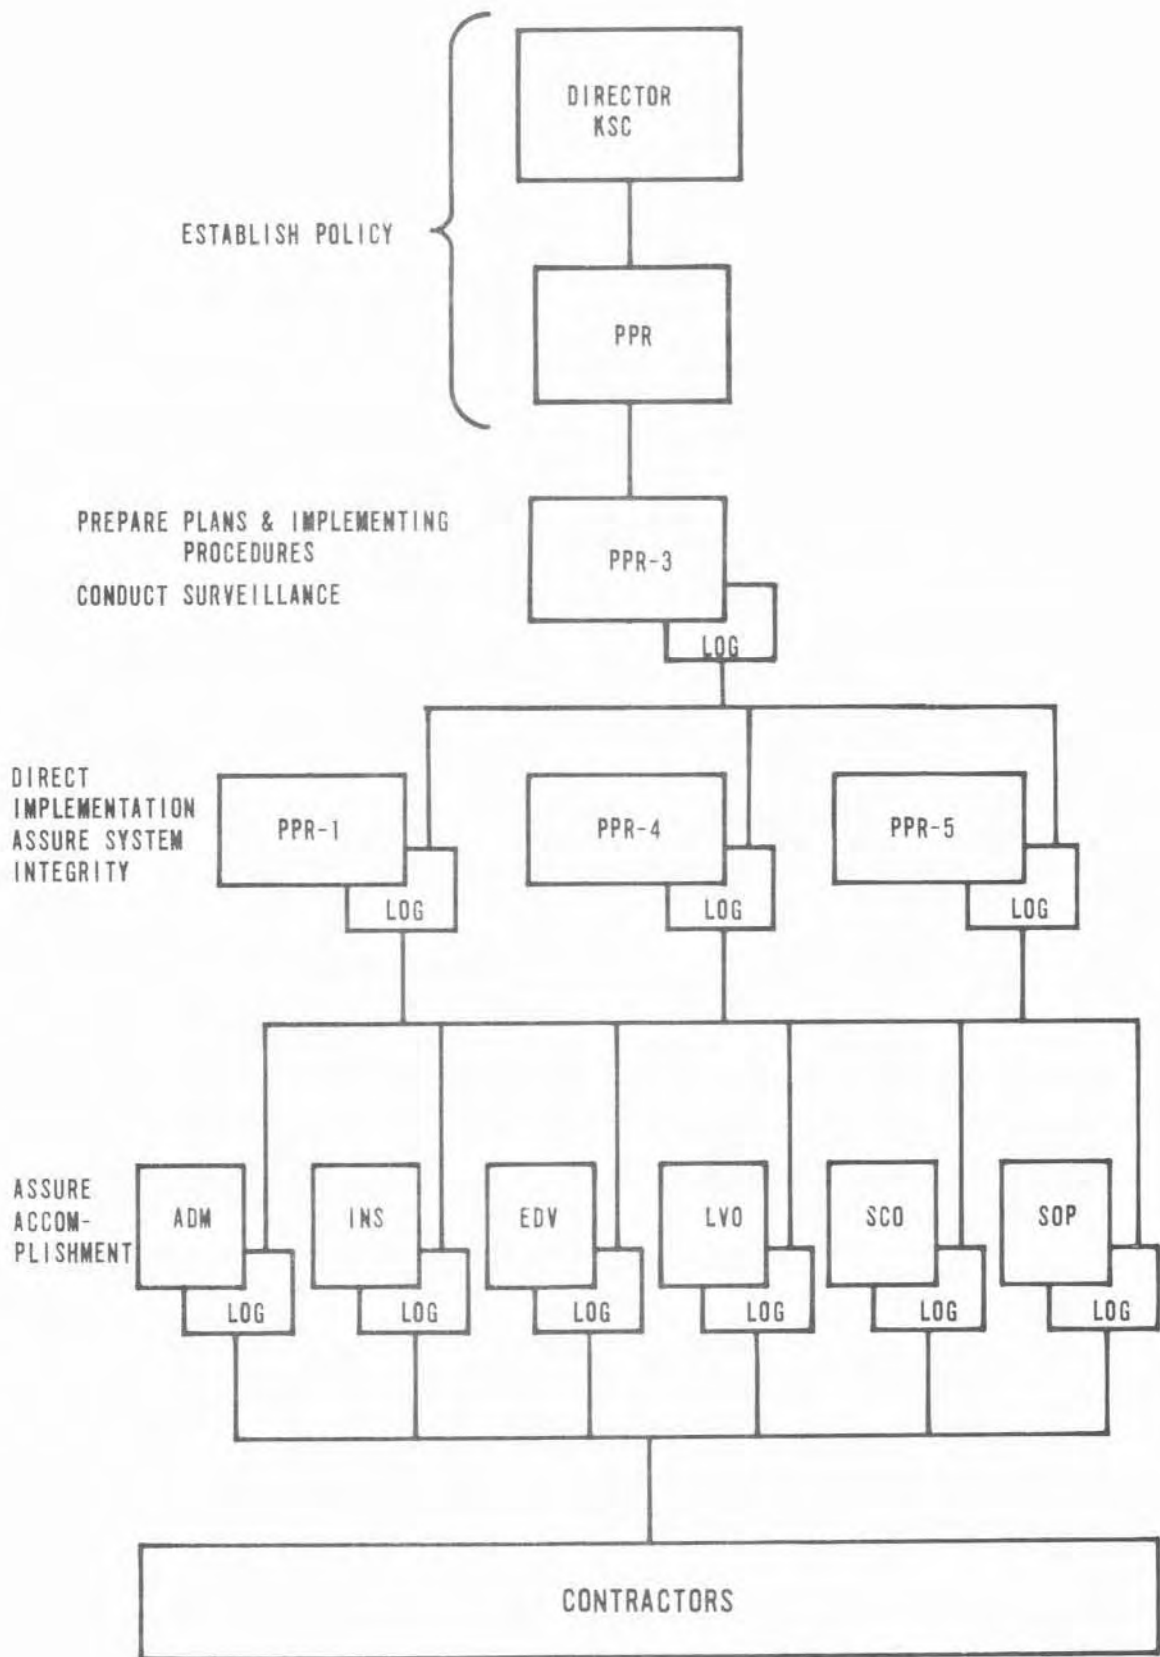 DIRECTOR
KSC
ESTABLISH POLICY
PPR
PREPARE PLANS & IMPLEMENTING
PROCEDURES
CONDUCT SURVEILLANCE
PPR-3
LOG
DIRECT
IMPLEMENTATION
ASSURE SYSTEM
INTEGRITY
PPR-1
LOG
PPR-4
LOG
PPR-5
LOG
ASSURE
ACCOM-
PLISHMENT
ADM
LOG
INS
LOG
EDV
LOG
LVO
LOG
SCO
LOG
SOP
LOG
CONTRACTORS